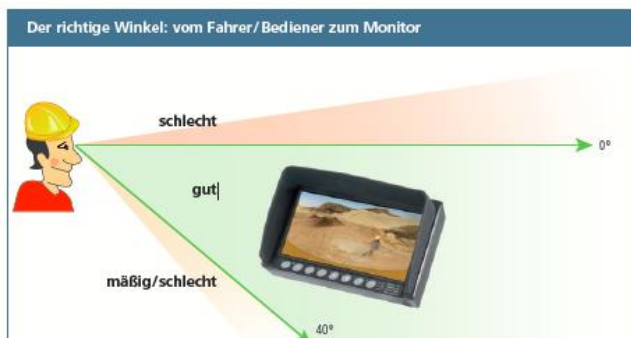 Der richtige Winkel: vom Fahrer/Bediener zum Monitor
schlecht
0°
gut
mäßig/schlecht
40°